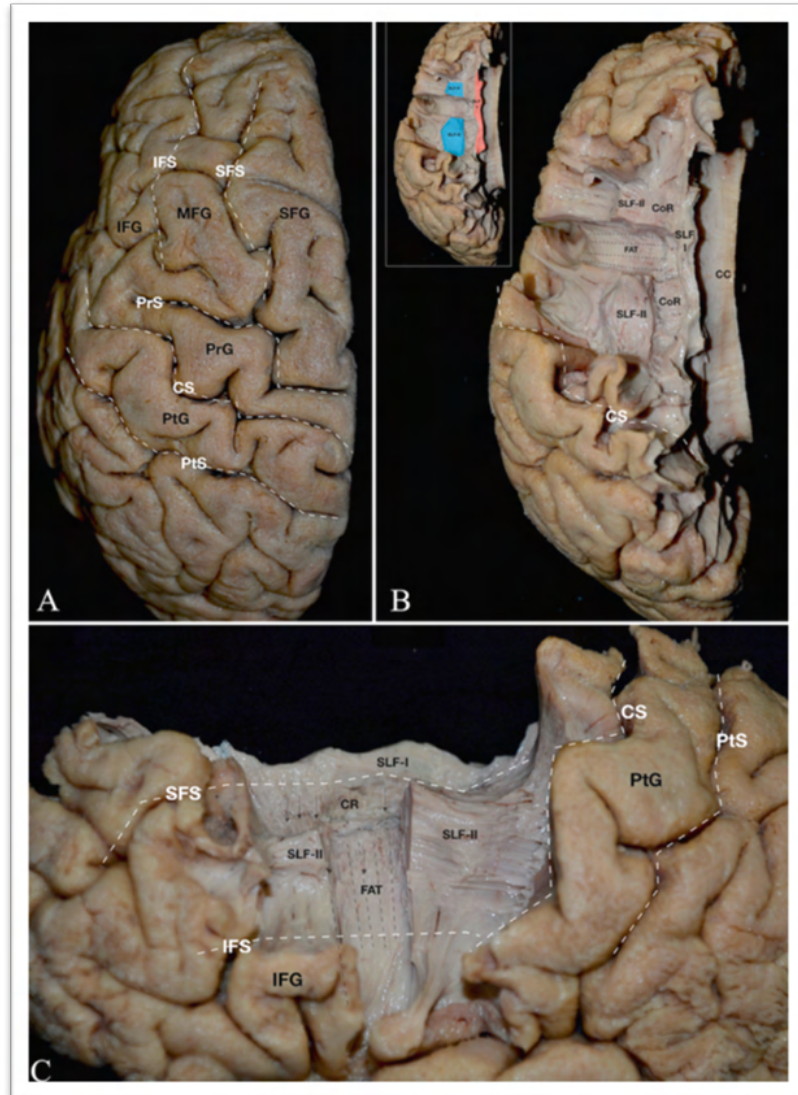 IFS
SFS
IFG
MFG
SFG
PrS
PrG
CS
PtG
PtS
A
SLF-II
CoR
SLF
I
FAT
CC
SLF-II
CoR
CS
B
SLF-I
CS
PtS
SFS
CR
PtG
SLF-II
SLF-II
FAT
IFS
IFG
C